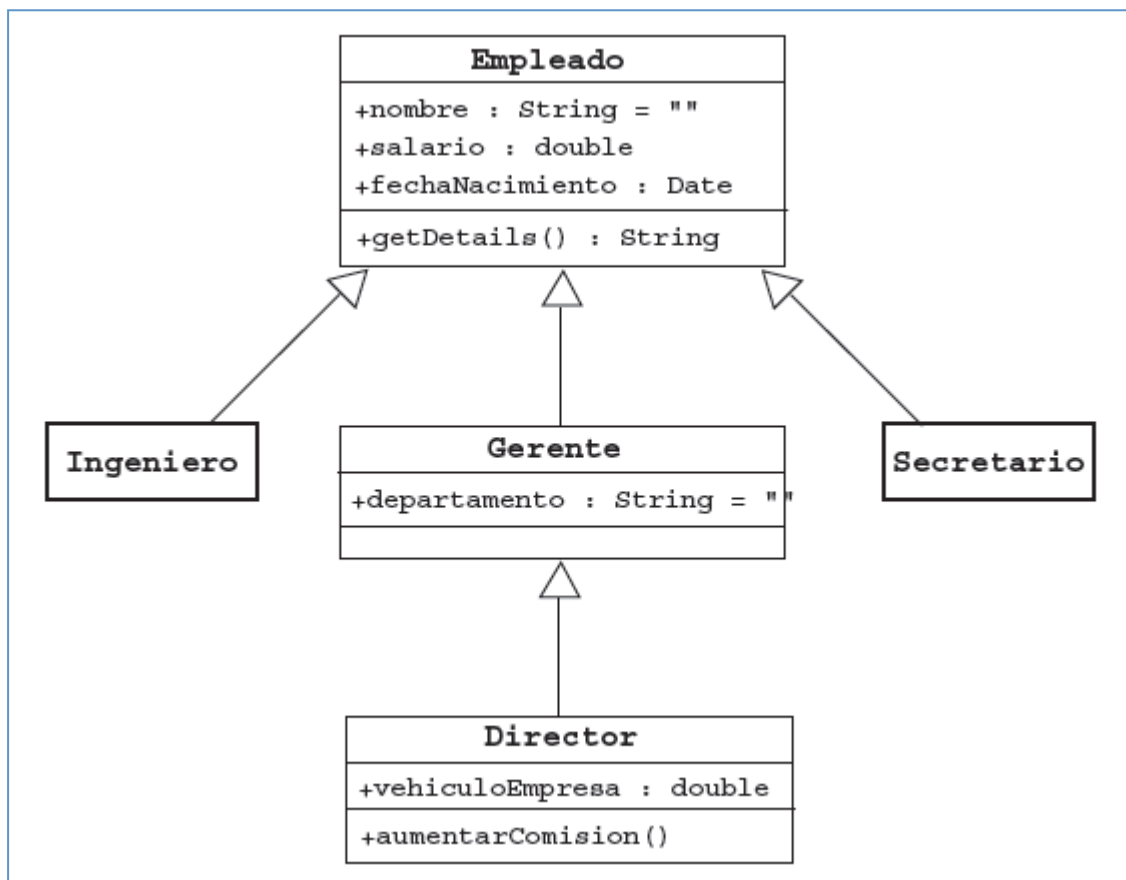 Empleado
+nombre : String = ""
+salario : double
+fechaNacimiento : Date
+getDetails() : String
Ingeniero
Gerente
+departamento : String = ""
Secretario
Director
+vehiculoEmpresa : double
+aumentarComision()